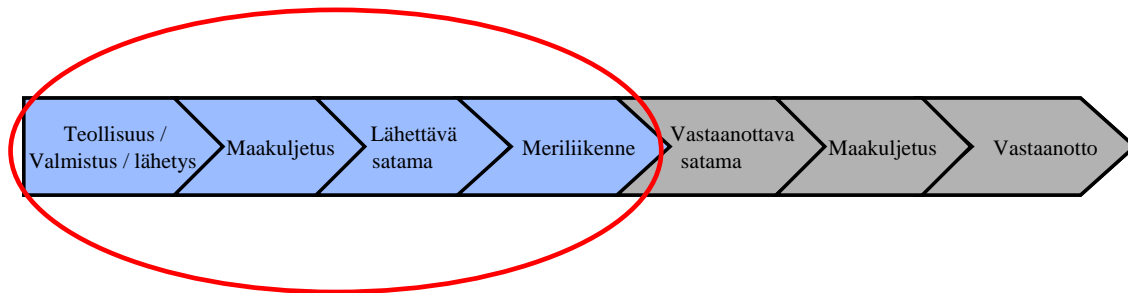 Teollisuus /
Valmistus / lähetys
Maakuljetus
Lähettävä
satama
Meriliikenne
Vastaanottava
satama
Maakuljetus
Vastaanotto